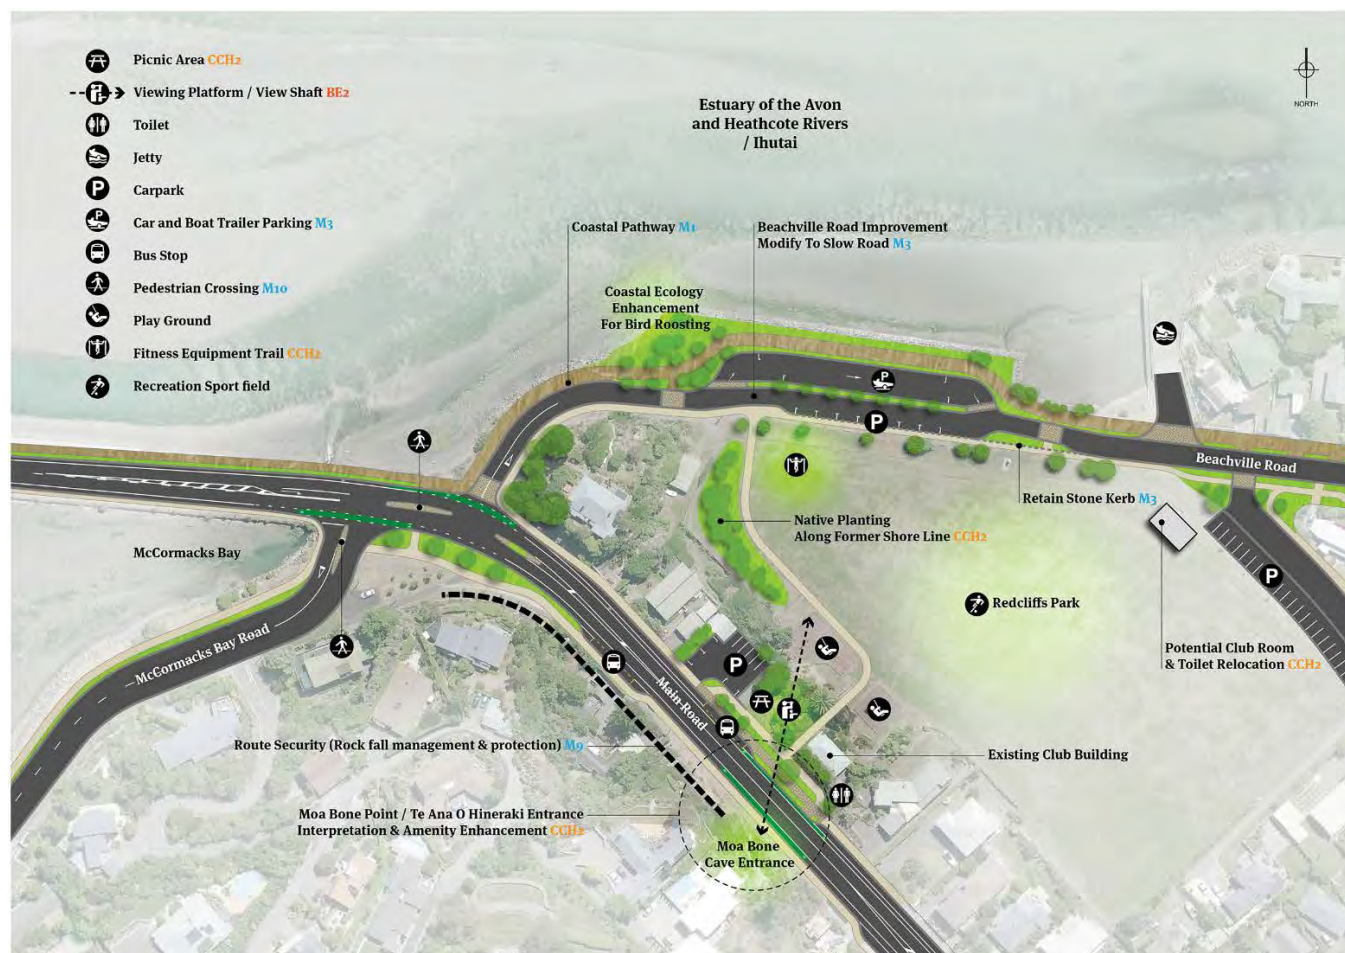 Picnic Area CCH2
Viewing Platform / View Shaft BE2
Toilet
Jetty
P
Carpark
P
Car and Boat Trailer Parking M3
Bus Stop
Pedestrian Crossing M10
Play Ground
Fitness Equipment Trail CCH2
Recreation Sport field
NORTH
Estuary of the Avon
and Heathcote Rivers
/ Ihutai
Coastal Pathway M1
Beachville Road Improvement
Modify To Slow Road M3
Coastal Ecology
Enhancement
For Bird Roosting
P
P
Beachville Road
Retain Stone Kerb M3
Native Planting
Along Former Shore Line CCH2
McCormacks Bay
McCormacks Bay Road
P
Redcliffs Park
Potential Club Room
& Toilet Relocation CCH2
P
Main Road
Route Security (Rock fall management & protection) M9
Existing Club Building
Moa Bone Point / Te Ana O Hineraki Entrance
Interpretation & Amenity Enhancement CCH2
Moa Bone
Cave Entrance